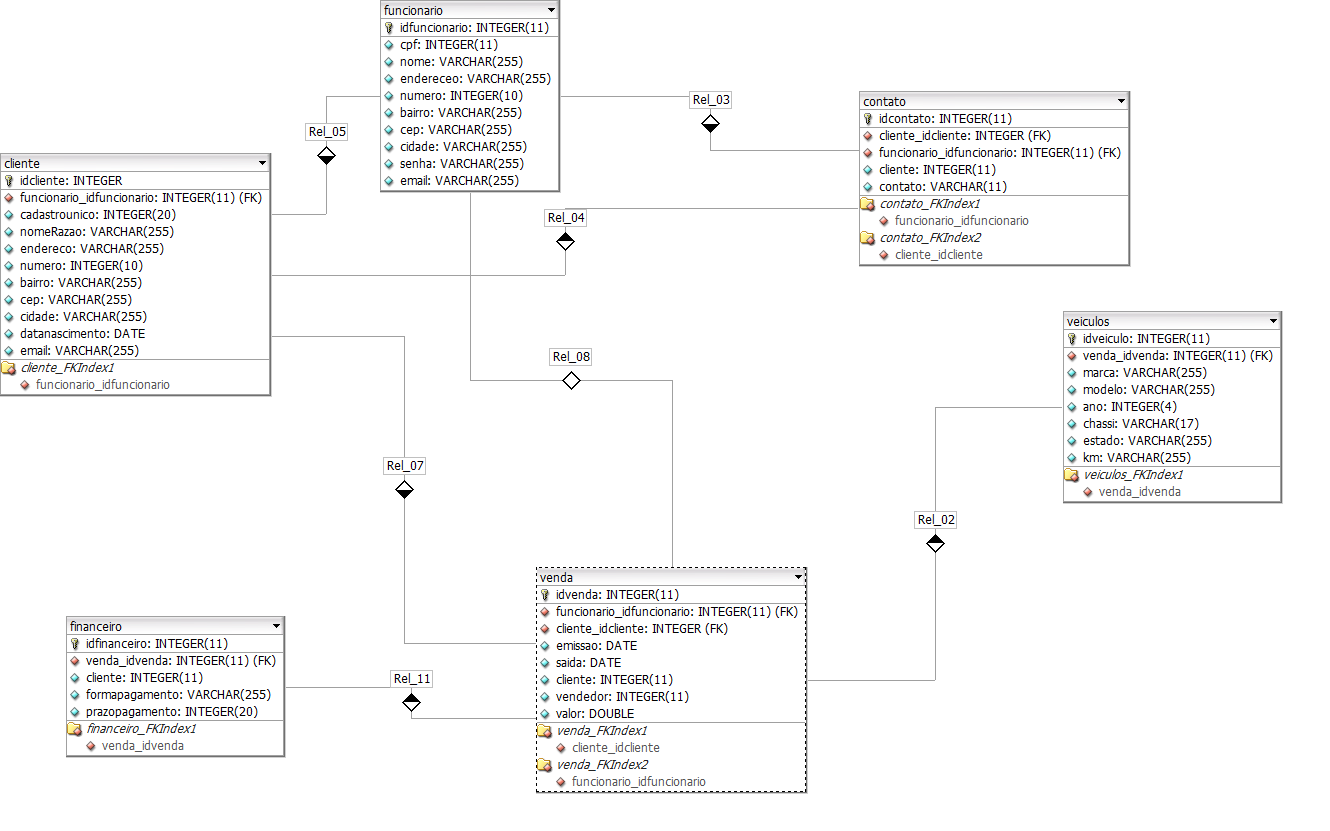 funcionario
idfuncionario: INTEGER(11)
cpf: INTEGER(11)
nome: VARCHAR(255)
endereceo: VARCHAR(255)
numero: INTEGER(10)
bairro: VARCHAR(255)
cep: VARCHAR(255)
cidade: VARCHAR(255)
senha: VARCHAR(255)
email: VARCHAR(255)
Rel_03
Rel_05
contato
idcontato: INTEGER(11)
cliente_idcliente: INTEGER (FK)
funcionario_idfuncionario: INTEGER(11) (FK)
cliente: INTEGER(11)
contato: VARCHAR(11)
contato_FKIndex1
funcionario_idfuncionario
contato_FKIndex2
cliente_idcliente
cliente
idcliente: INTEGER
funcionario_idfuncionario: INTEGER(11) (FK)
cadastrounico: INTEGER(20)
nomeRazao: VARCHAR(255)
endereco: VARCHAR(255)
numero: INTEGER(10)
bairro: VARCHAR(255)
cep: VARCHAR(255)
cidade: VARCHAR(255)
datanascimento: DATE
email: VARCHAR(255)
cliente_FKIndex1
funcionario_idfuncionario
Rel_04
Rel_08
veiculos
idveiculo: INTEGER(11)
venda_idvenda: INTEGER(11) (FK)
marca: VARCHAR(255)
modelo: VARCHAR(255)
ano: INTEGER(4)
chassi: VARCHAR(17)
estado: VARCHAR(255)
km: VARCHAR(255)
veiculos_FKIndex1
venda_idvenda
Rel_07
Rel_02
venda
idvenda: INTEGER(11)
funcionario_idfuncionario: INTEGER(11) (FK)
cliente_idcliente: INTEGER (FK)
emissao: DATE
saida: DATE
cliente: INTEGER(11)
vendedor: INTEGER(11)
valor: DOUBLE
venda_FKIndex1
cliente_idcliente
venda_FKIndex2
funcionario_idfuncionario
financeiro
idfinanceiro: INTEGER(11)
venda_idvenda: INTEGER(11) (FK)
cliente: INTEGER(11)
formapagamento: VARCHAR(255)
prazopagamento: INTEGER(20)
financeiro_FKIndex1
venda_idvenda
Rel_11